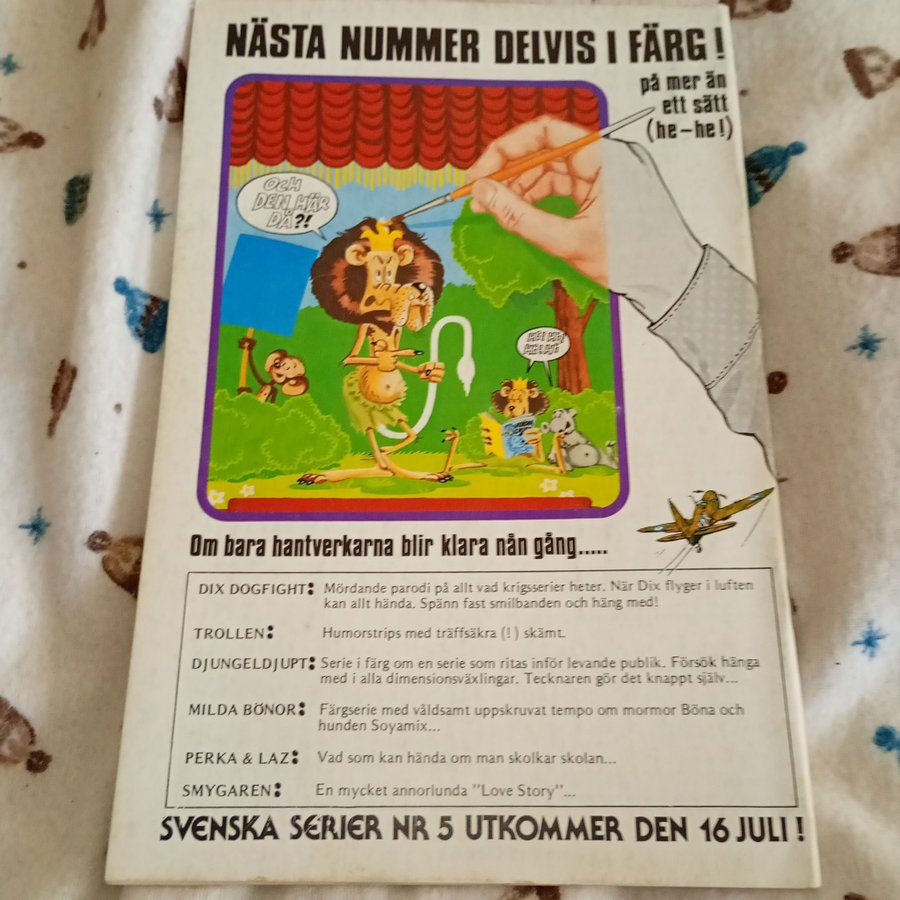 NÄSTA NUMMER DELVIS I FÄRG!
på mer än
ett sätt
(he-he!)
OCH
DEN HÄR
DÅ?!
Om bara hantverkarna blir klara nån gång.....
DIX DOGFIGHT: Mördande parodi på allt vad krigsserier heter. När Dix flyger i luften
kan allt hända. Spänn fast smilbanden och häng med!
TROLLEN: Humorstrips med träffsäkra (!) skämt.
DJUNGELDJUPT: Serie i färg om en serie som ritas inför levande publik. Försök hänga
med i alla dimensionsväxlingar. Tecknaren gör det knappt själv...
MILDA BÖNOR: Färgserie med våldsamt uppskruvat tempo om mormor Böna och
hunden Soyamix...
PERKA & LAZ: Vad som kan hända om man skolkar skolan...
SMYGAREN: En mycket annorlunda "Love Story"...
SVENSKA SERIER NR 5 UTKOMMER DEN 16 JULI!